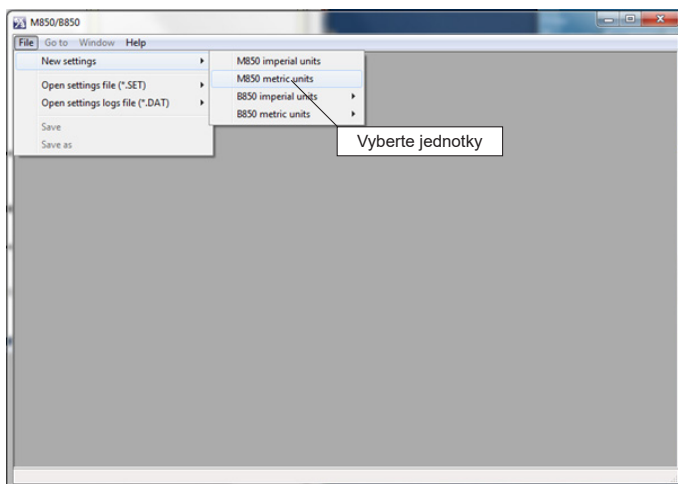 M850/B850
File Go to Window Help
New settings
Open settings file (*.SET)
Open settings logs file (*.DAT)
Save
Save as
M850 imperial units
M850 metric units
B850 imperial units
B850 metric units
Vyberte jednotky